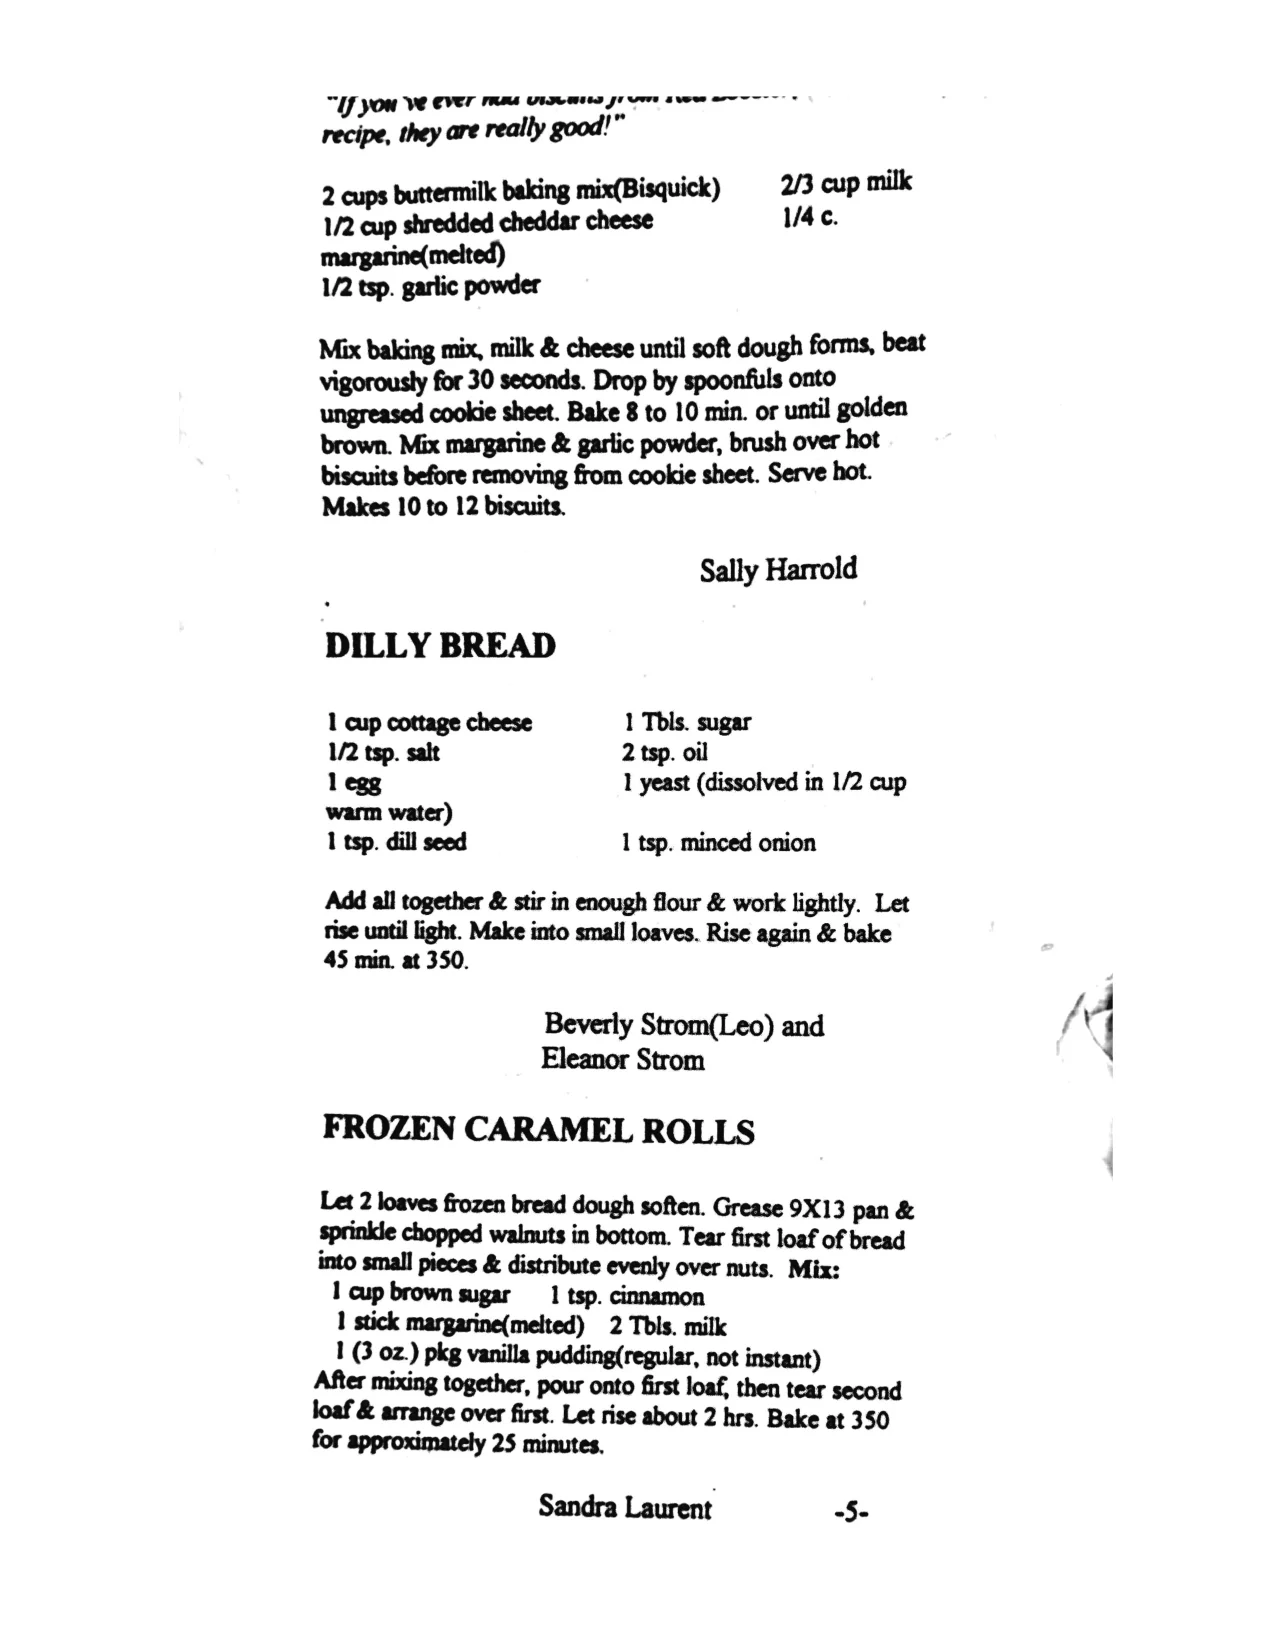 "If you 've ever had biscuits from Red
recipe, they are really good!"
2 cups buttermilk baking mix(Bisquick) 2/3 cup milk
1/2 cup shredded cheddar cheese 1/4 c.
margarine(melted)
1/2 tsp. garlic powder
Mix baking mix, milk & cheese until soft dough forms, beat
vigorously for 30 seconds. Drop by spoonfuls onto
ungreased cookie sheet. Bake 8 to 10 min. or until golden
brown. Mix margarine & garlic powder, brush over hot
biscuits before removing from cookie sheet. Serve hot.
Makes 10 to 12 biscuits.
Sally Harrold
DILLY BREAD
1 cup cottage cheese 1 Tbls. sugar
1/2 tsp. salt 2 tsp. oil
1 egg 1 yeast (dissolved in 1/2 cup
warm water)
1 tsp. dill seed 1 tsp. minced onion
Add all together & stir in enough flour & work lightly. Let
rise until light. Make into small loaves. Rise again & bake
45 min. at 350.
Beverly Strom(Leo) and
Eleanor Strom
FROZEN CARAMEL ROLLS
Let 2 loaves frozen bread dough soften. Grease 9X13 pan &
sprinkle chopped walnuts in bottom. Tear first loaf of bread
into small pieces & distribute evenly over nuts. Mix:
1 cup brown sugar 1 tsp. cinnamon
1 stick margarine(melted) 2 Tbls. milk
1 (3 oz.) pkg vanilla pudding(regular, not instant)
After mixing together, pour onto first loaf, then tear second
loaf & arrange over first. Let rise about 2 hrs. Bake at 350
for approximately 25 minutes.
Sandra Laurent -5-